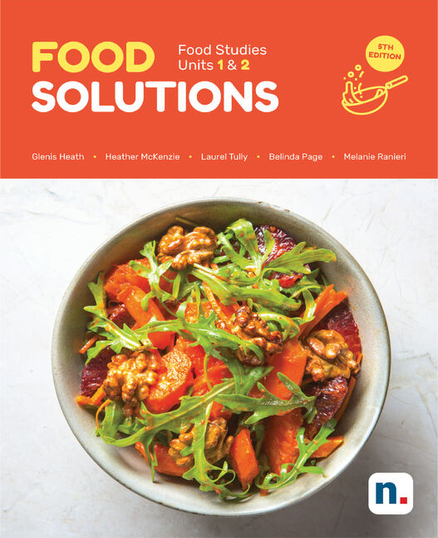 FOOD
SOLUTIONS
Food Studies
Units 1 & 2
5TH
EDITION
Glenis Heath • Heather McKenzie • Laurel Tully • Belinda Page • Melanie Ranieri
n.